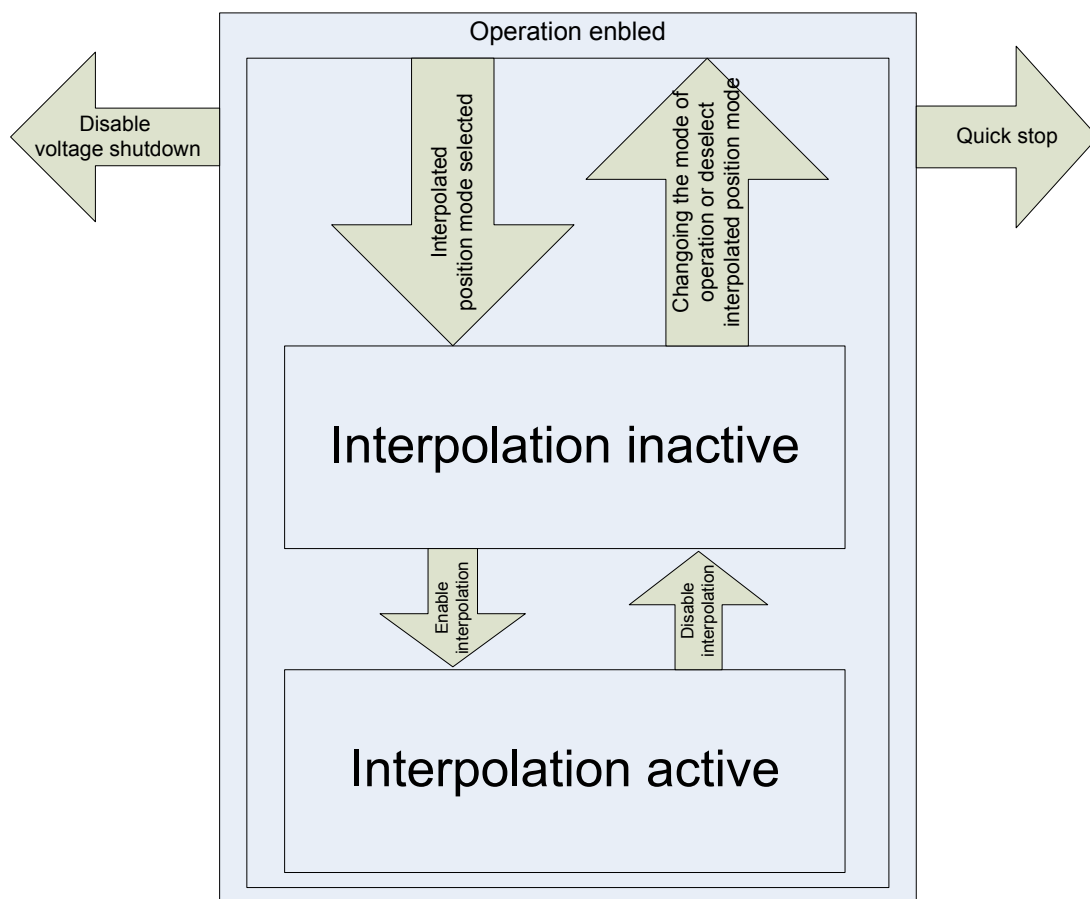 Operation enbled
Disable
voltage shutdown
Interpolated
position mode selected
Changoing the mode of
operation or deselect
interpolated position mode
Quick stop
Interpolation inactive
Enable
interpolation
Disable
interpolation
Interpolation active